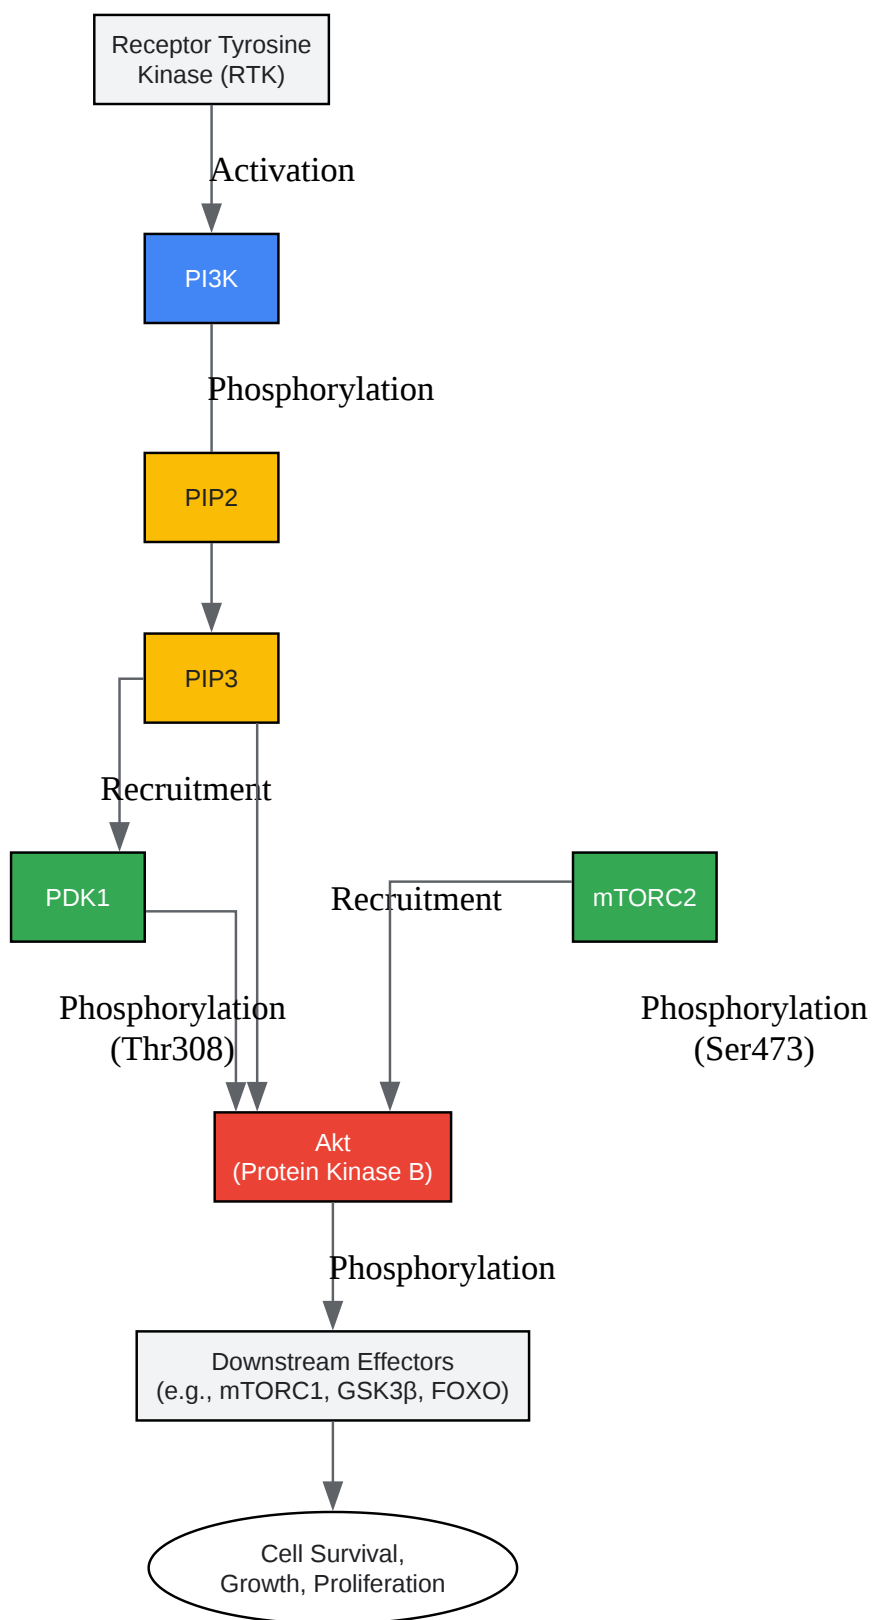 Receptor Tyrosine
Kinase (RTK)
Activation
PI3K
Phosphorylation
PIP2
PIP3
Recruitment
PDK1
Recruitment
mTORC2
Phosphorylation
(Thr308)
Phosphorylation
(Ser473)
Akt
(Protein Kinase B)
Phosphorylation
Downstream Effectors
(e.g., mTORC1, GSK3β, FOXO)
Cell Survival,
Growth, Proliferation